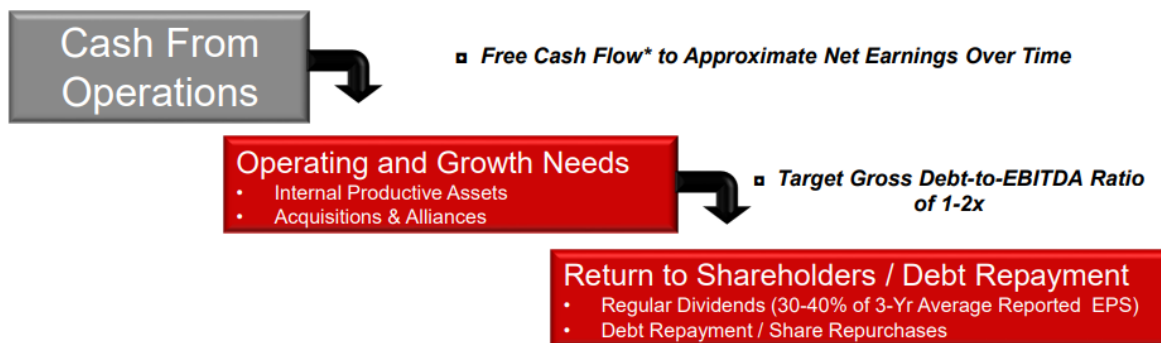 Cash From
Operations
◘ Free Cash Flow* to Approximate Net Earnings Over Time
Operating and Growth Needs
• Internal Productive Assets
• Acquisitions & Alliances
◘ Target Gross Debt-to-EBITDA Ratio
of 1-2x
Return to Shareholders / Debt Repayment
• Regular Dividends (30-40% of 3-Yr Average Reported EPS)
• Debt Repayment / Share Repurchases